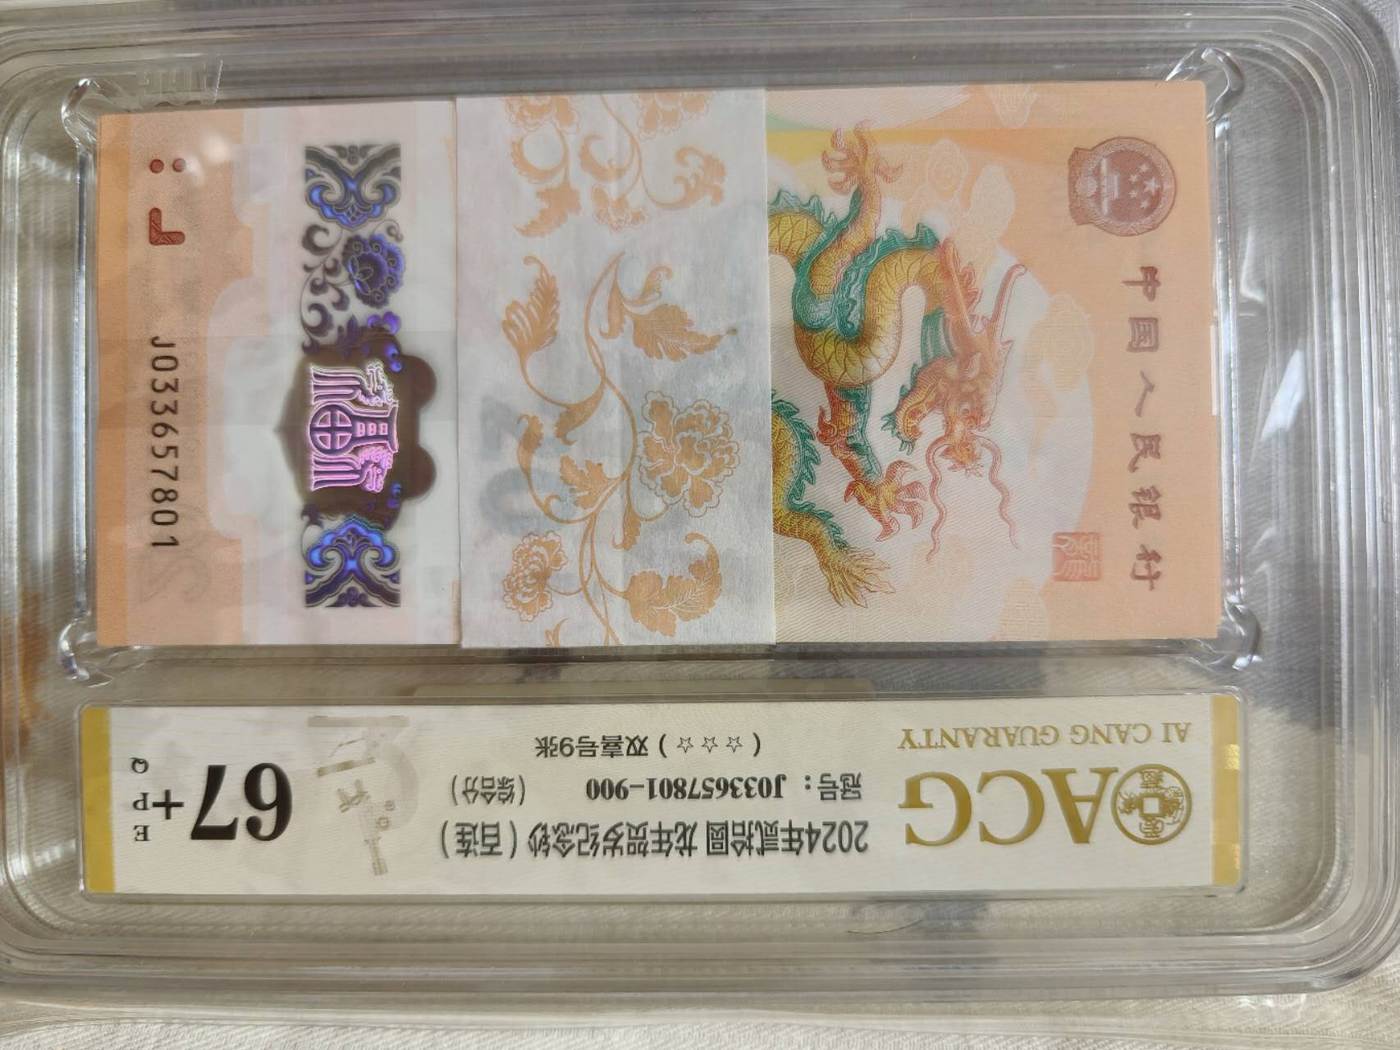 中国人民银行
J033657801
20
ACG
AI CANG GUARANTY
2024年贰拾圆 龙年贺岁纪念钞（百连）
冠号：J033657801-900 （综合分）
（☆☆☆）双喜号9张
67+
E
P
Q